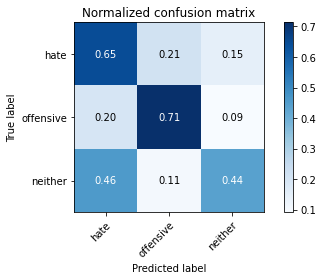 Normalized confusion matrix
True label
hate 0.65 0.21 0.15
offensive 0.20 0.71 0.09
neither 0.46 0.11 0.44
hate offensive neither
Predicted label
0.7
0.6
0.5
0.4
0.3
0.2
0.1